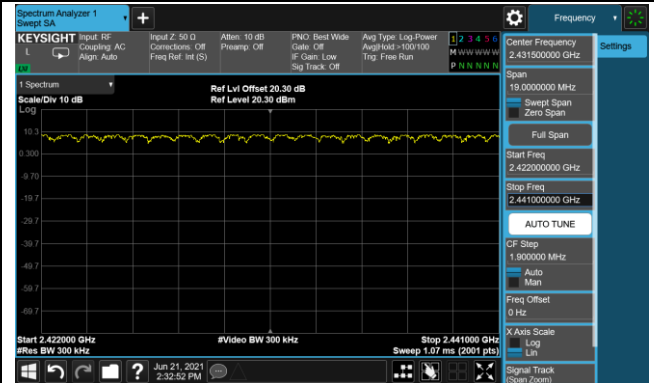 Spectrum Analyzer 1
Swept SA
Frequency
KEYSIGHT
L
Input: RF
Coupling: AC
Align: Auto
Input Z: 50 Ω
Corrections: Off
Freq Ref: Int (S)
Atten: 10 dB
Preamp: Off
PNO: Best Wide
Gate: Off
IF Gain: Low
Sig Track: Off
Avg Type: Log-Power
Avg|Hold:>100/100
Trig: Free Run
1 2 3 4 5 6
M W W W W W
P N N N N N
1 Spectrum
Scale/Div 10 dB
Log
Ref Lvl Offset 20.30 dB
Ref Level 20.30 dBm
10.3
0.300
-9.70
-19.7
-29.7
-39.7
-49.7
-59.7
-69.7
Start 2.422000 GHz
#Res BW 300 kHz
#Video BW 300 kHz
Stop 2.441000 GHz
Sweep 1.07 ms (2001 pts)
Jun 21, 2021
2:32:52 PM
Settings
Center Frequency
2.431500000 GHz
Span
19.0000000 MHz
Swept Span
Zero Span
Full Span
Start Freq
2.422000000 GHz
Stop Freq
2.441000000 GHz
AUTO TUNE
CF Step
1.900000 MHz
Auto
Man
Freq Offset
0 Hz
X Axis Scale
Log
Lin
Signal Track
(Span Zoom)